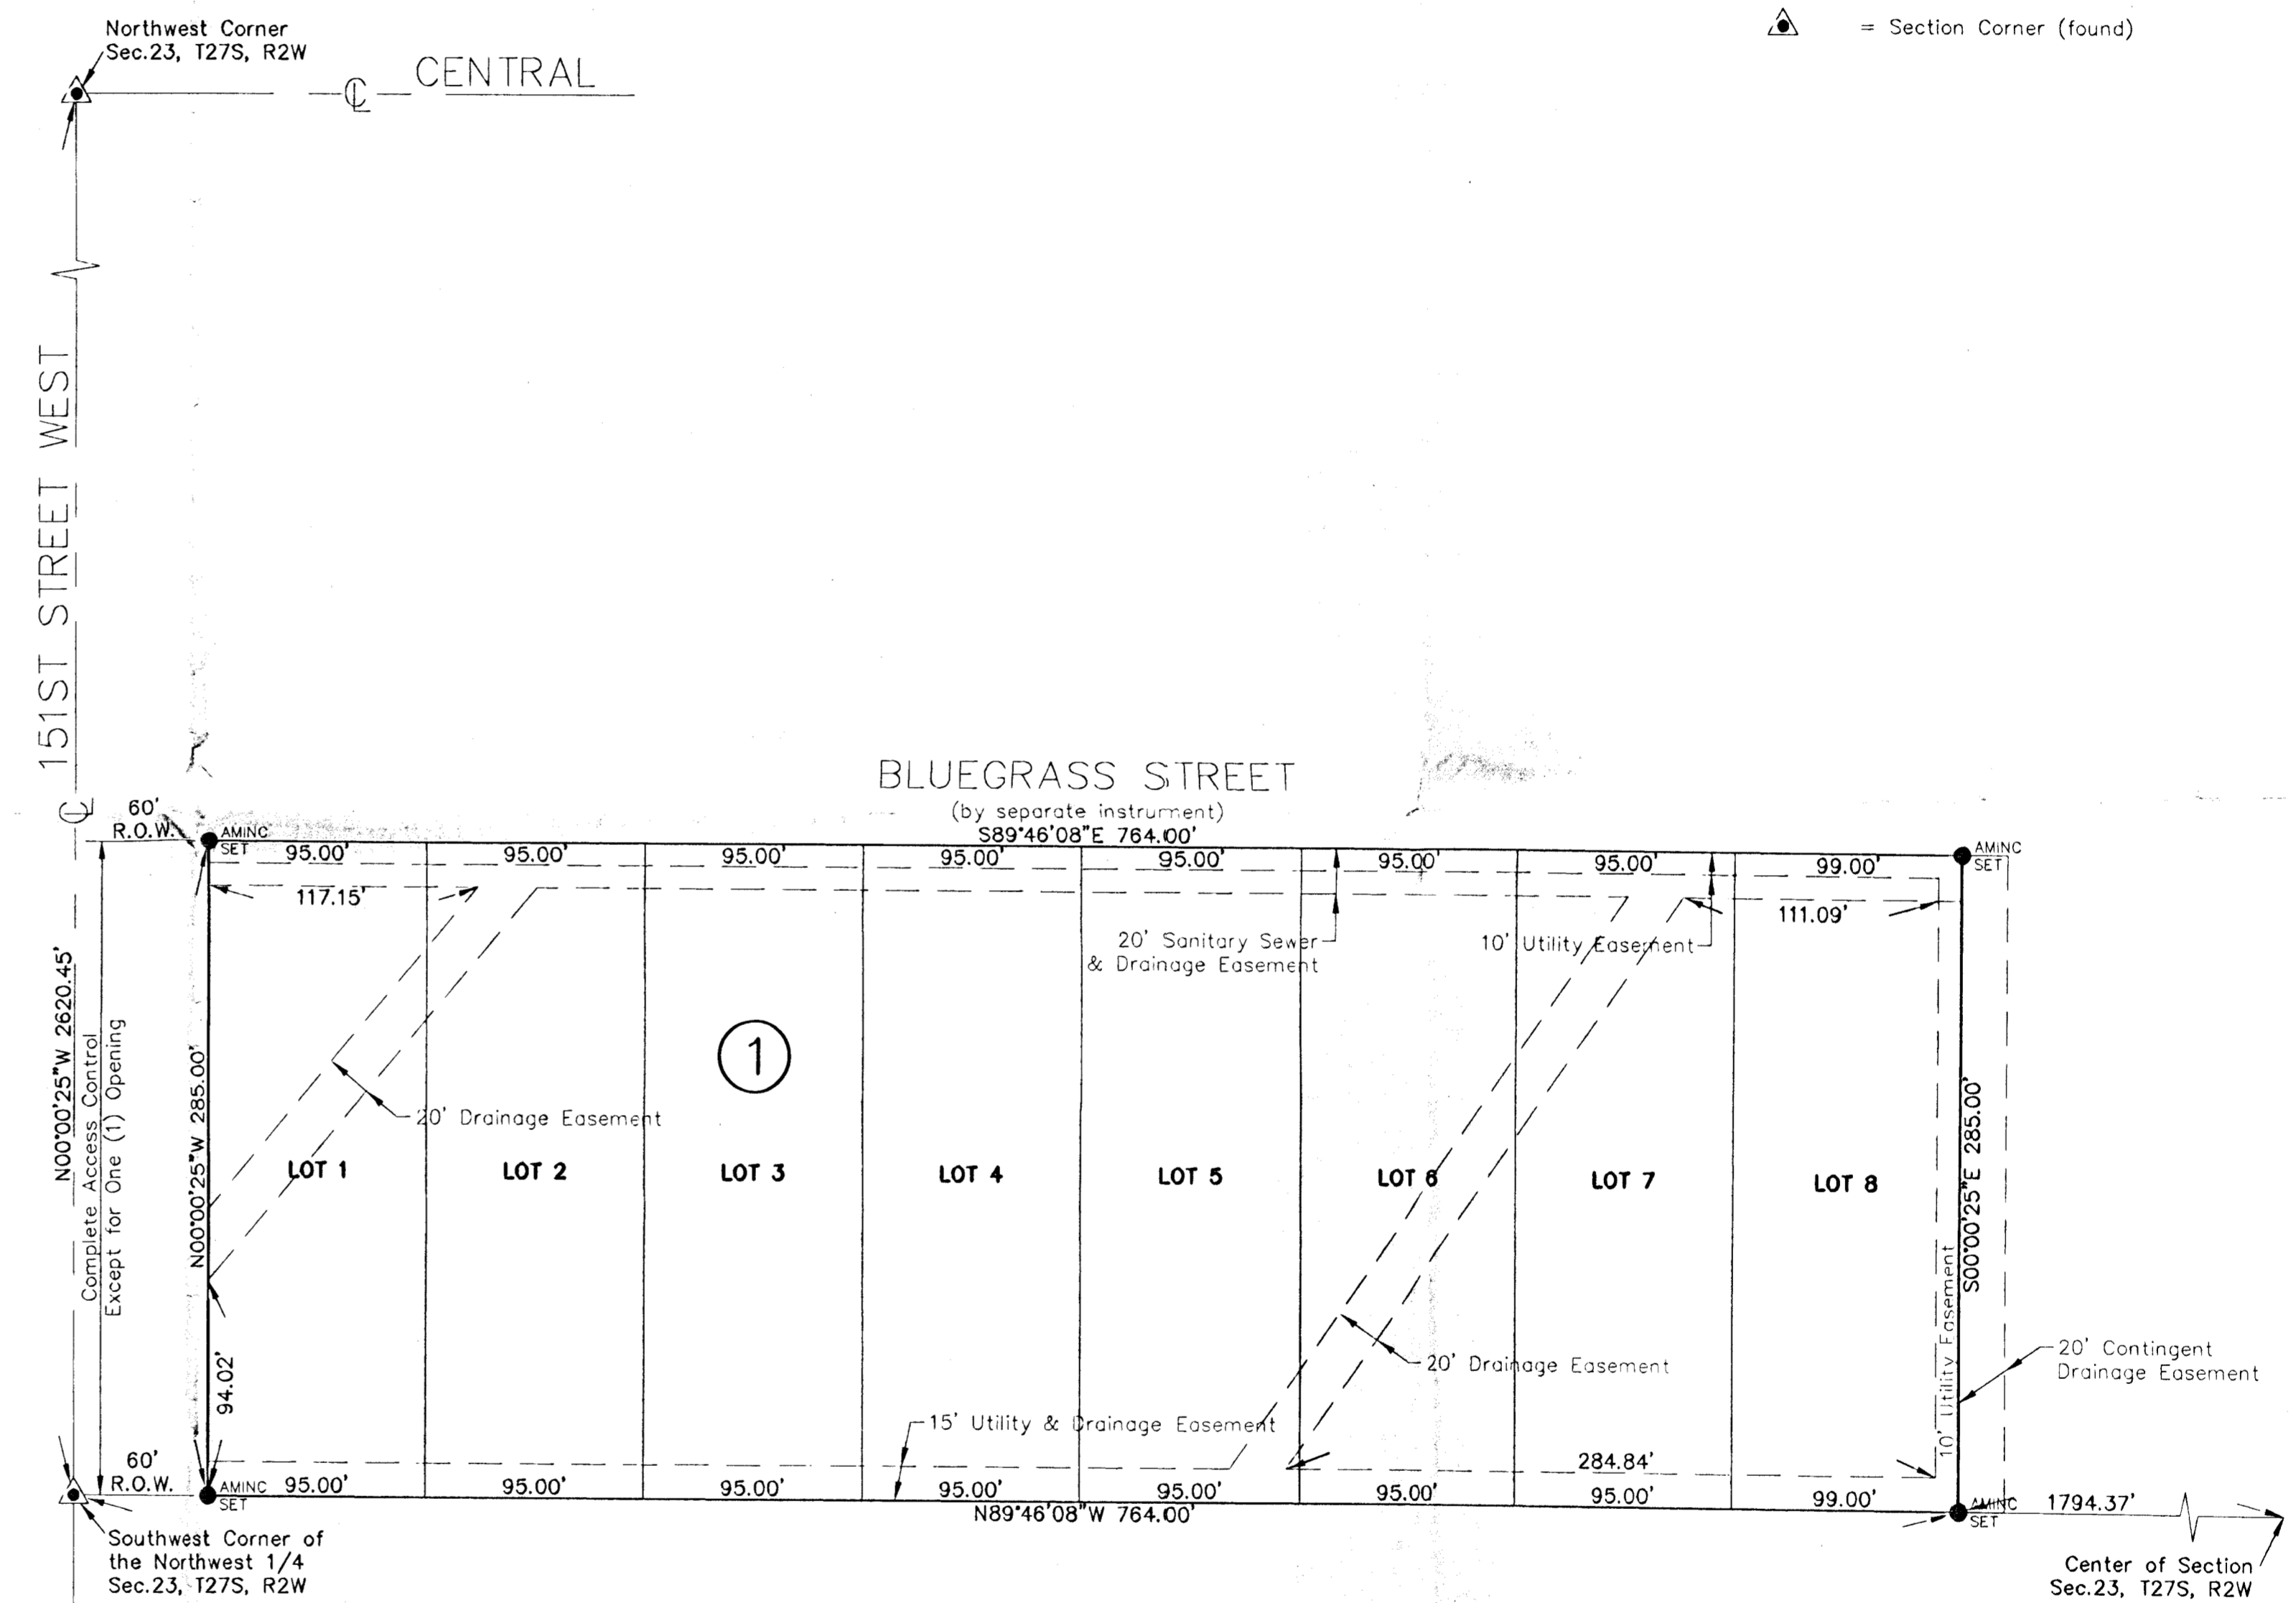 Northwest Corner
Sec.23, T27S, R2W
= Section Corner (found)
℄ CENTRAL
151ST STREET WEST
℄
BLUEGRASS STREET
(by separate instrument)
S89°46'08"E 764.00'
60'
R.O.W.
AMINC
SET
95.00' 95.00' 95.00' 95.00' 95.00' 95.00' 95.00' 99.00'
AMINC
SET
117.15'
111.09'
20' Sanitary Sewer
& Drainage Easement
10' Utility Easement
N00°00'25"W 2620.45'
Complete Access Control
Except for One (1) Opening
N00°00'25"W 285.00'
1
20' Drainage Easement
LOT 1 LOT 2 LOT 3 LOT 4 LOT 5 LOT 6 LOT 7 LOT 8
S00°00'25"E 285.00'
10' Utility Easement
20' Contingent
Drainage Easement
20' Drainage Easement
94.02'
15' Utility & Drainage Easement
284.84'
60'
R.O.W.
AMINC
SET
95.00' 95.00' 95.00' 95.00' 95.00' 95.00' 95.00' 99.00'
N89°46'08"W 764.00'
AMINC
SET
1794.37'
Southwest Corner of
the Northwest 1/4
Sec.23, T27S, R2W
Center of Section
Sec.23, T27S, R2W